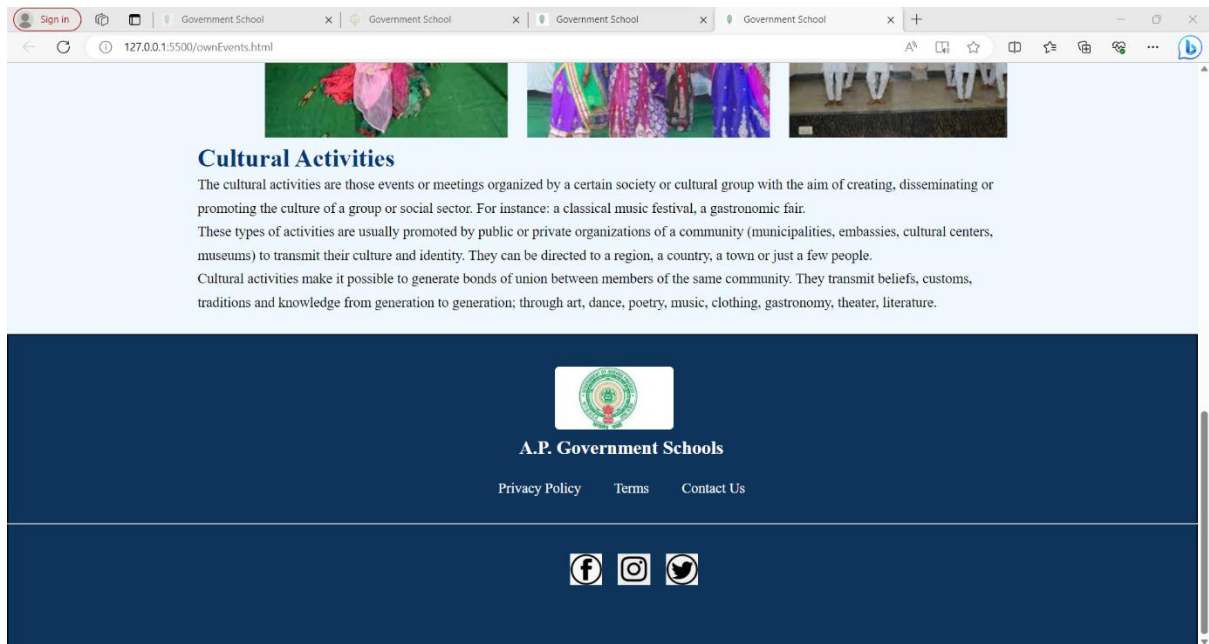 Sign in
Government School
Government School
Government School
Government School
127.0.0.1:5500/ownEvents.html
Cultural Activities
The cultural activities are those events or meetings organized by a certain society or cultural group with the aim of creating, disseminating or
promoting the culture of a group or social sector. For instance: a classical music festival, a gastronomic fair.
These types of activities are usually promoted by public or private organizations of a community (municipalities, embassies, cultural centers,
museums) to transmit their culture and identity. They can be directed to a region, a country, a town or just a few people.
Cultural activities make it possible to generate bonds of union between members of the same community. They transmit beliefs, customs,
traditions and knowledge from generation to generation; through art, dance, poetry, music, clothing, gastronomy, theater, literature.
A.P. Government Schools
Privacy Policy Terms Contact Us